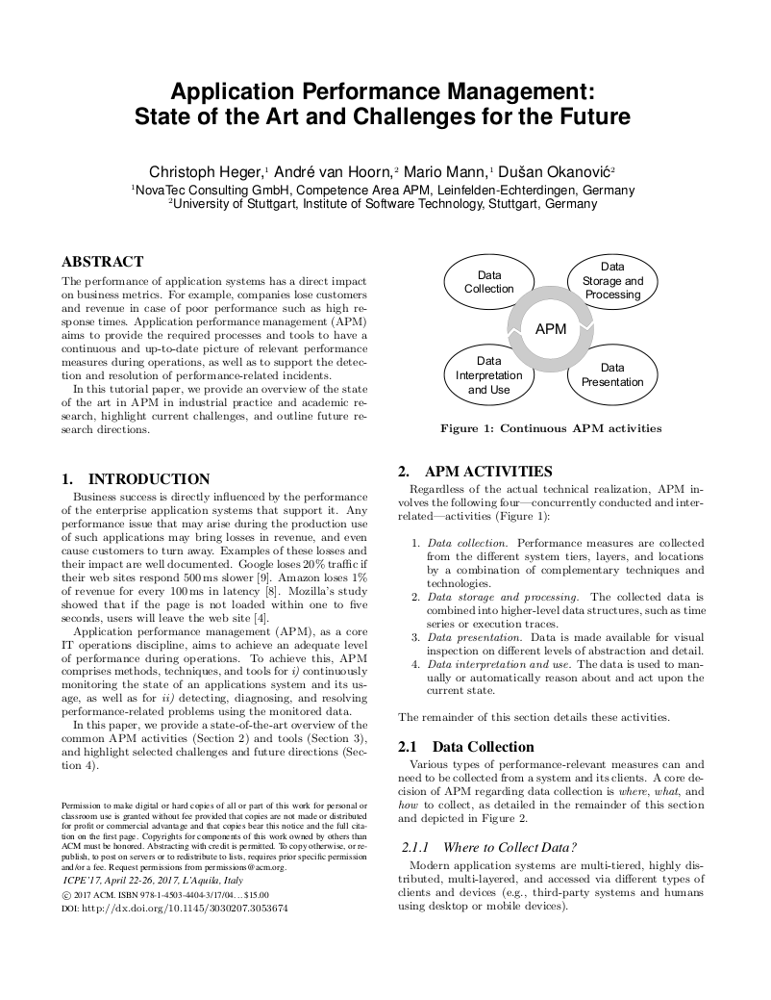 Application Performance Management:
State of the Art and Challenges for the Future
Christoph Heger,¹ André van Hoorn,² Mario Mann,¹ Dušan Okanović²
¹NovaTec Consulting GmbH, Competence Area APM, Leinfelden-Echterdingen, Germany
²University of Stuttgart, Institute of Software Technology, Stuttgart, Germany
ABSTRACT
The performance of application systems has a direct impact
on business metrics. For example, companies lose customers
and revenue in case of poor performance such as high re-
sponse times. Application performance management (APM)
aims to provide the required processes and tools to have a
continuous and up-to-date picture of relevant performance
measures during operations, as well as to support the detec-
tion and resolution of performance-related incidents.
In this tutorial paper, we provide an overview of the state
of the art in APM in industrial practice and academic re-
search, highlight current challenges, and outline future re-
search directions.
1. INTRODUCTION
Business success is directly influenced by the performance
of the enterprise application systems that support it. Any
performance issue that may arise during the production use
of such applications may bring losses in revenue, and even
cause customers to turn away. Examples of these losses and
their impact are well documented. Google loses 20% traffic if
their web sites respond 500 ms slower [9]. Amazon loses 1%
of revenue for every 100 ms in latency [8]. Mozilla's study
showed that if the page is not loaded within one to five
seconds, users will leave the web site [4].
Application performance management (APM), as a core
IT operations discipline, aims to achieve an adequate level
of performance during operations. To achieve this, APM
comprises methods, techniques, and tools for i) continuously
monitoring the state of an applications system and its us-
age, as well as for ii) detecting, diagnosing, and resolving
performance-related problems using the monitored data.
In this paper, we provide a state-of-the-art overview of the
common APM activities (Section 2) and tools (Section 3),
and highlight selected challenges and future directions (Sec-
tion 4).
Permission to make digital or hard copies of all or part of this work for personal or
classroom use is granted without fee provided that copies are not made or distributed
for profit or commercial advantage and that copies bear this notice and the full cita-
tion on the first page. Copyrights for components of this work owned by others than
ACM must be honored. Abstracting with credit is permitted. To copy otherwise, or re-
publish, to post on servers or to redistribute to lists, requires prior specific permission
and/or a fee. Request permissions from permissions@acm.org.
ICPE'17, April 22-26, 2017, L'Aquila, Italy
© 2017 ACM. ISBN 978-1-4503-4404-3/17/04...$15.00
DOI: http://dx.doi.org/10.1145/3030207.3053674
Data
Collection
Data
Storage and
Processing
APM
Data
Interpretation
and Use
Data
Presentation
Figure 1: Continuous APM activities
2. APM ACTIVITIES
Regardless of the actual technical realization, APM in-
volves the following four—concurrently conducted and inter-
related—activities (Figure 1):
1. Data collection. Performance measures are collected
from the different system tiers, layers, and locations
by a combination of complementary techniques and
technologies.
2. Data storage and processing. The collected data is
combined into higher-level data structures, such as time
series or execution traces.
3. Data presentation. Data is made available for visual
inspection on different levels of abstraction and detail.
4. Data interpretation and use. The data is used to man-
ually or automatically reason about and act upon the
current state.
The remainder of this section details these activities.
2.1 Data Collection
Various types of performance-relevant measures can and
need to be collected from a system and its clients. A core de-
cision of APM regarding data collection is where, what, and
how to collect, as detailed in the remainder of this section
and depicted in Figure 2.
2.1.1 Where to Collect Data?
Modern application systems are multi-tiered, highly dis-
tributed, multi-layered, and accessed via different types of
clients and devices (e.g., third-party systems and humans
using desktop or mobile devices).